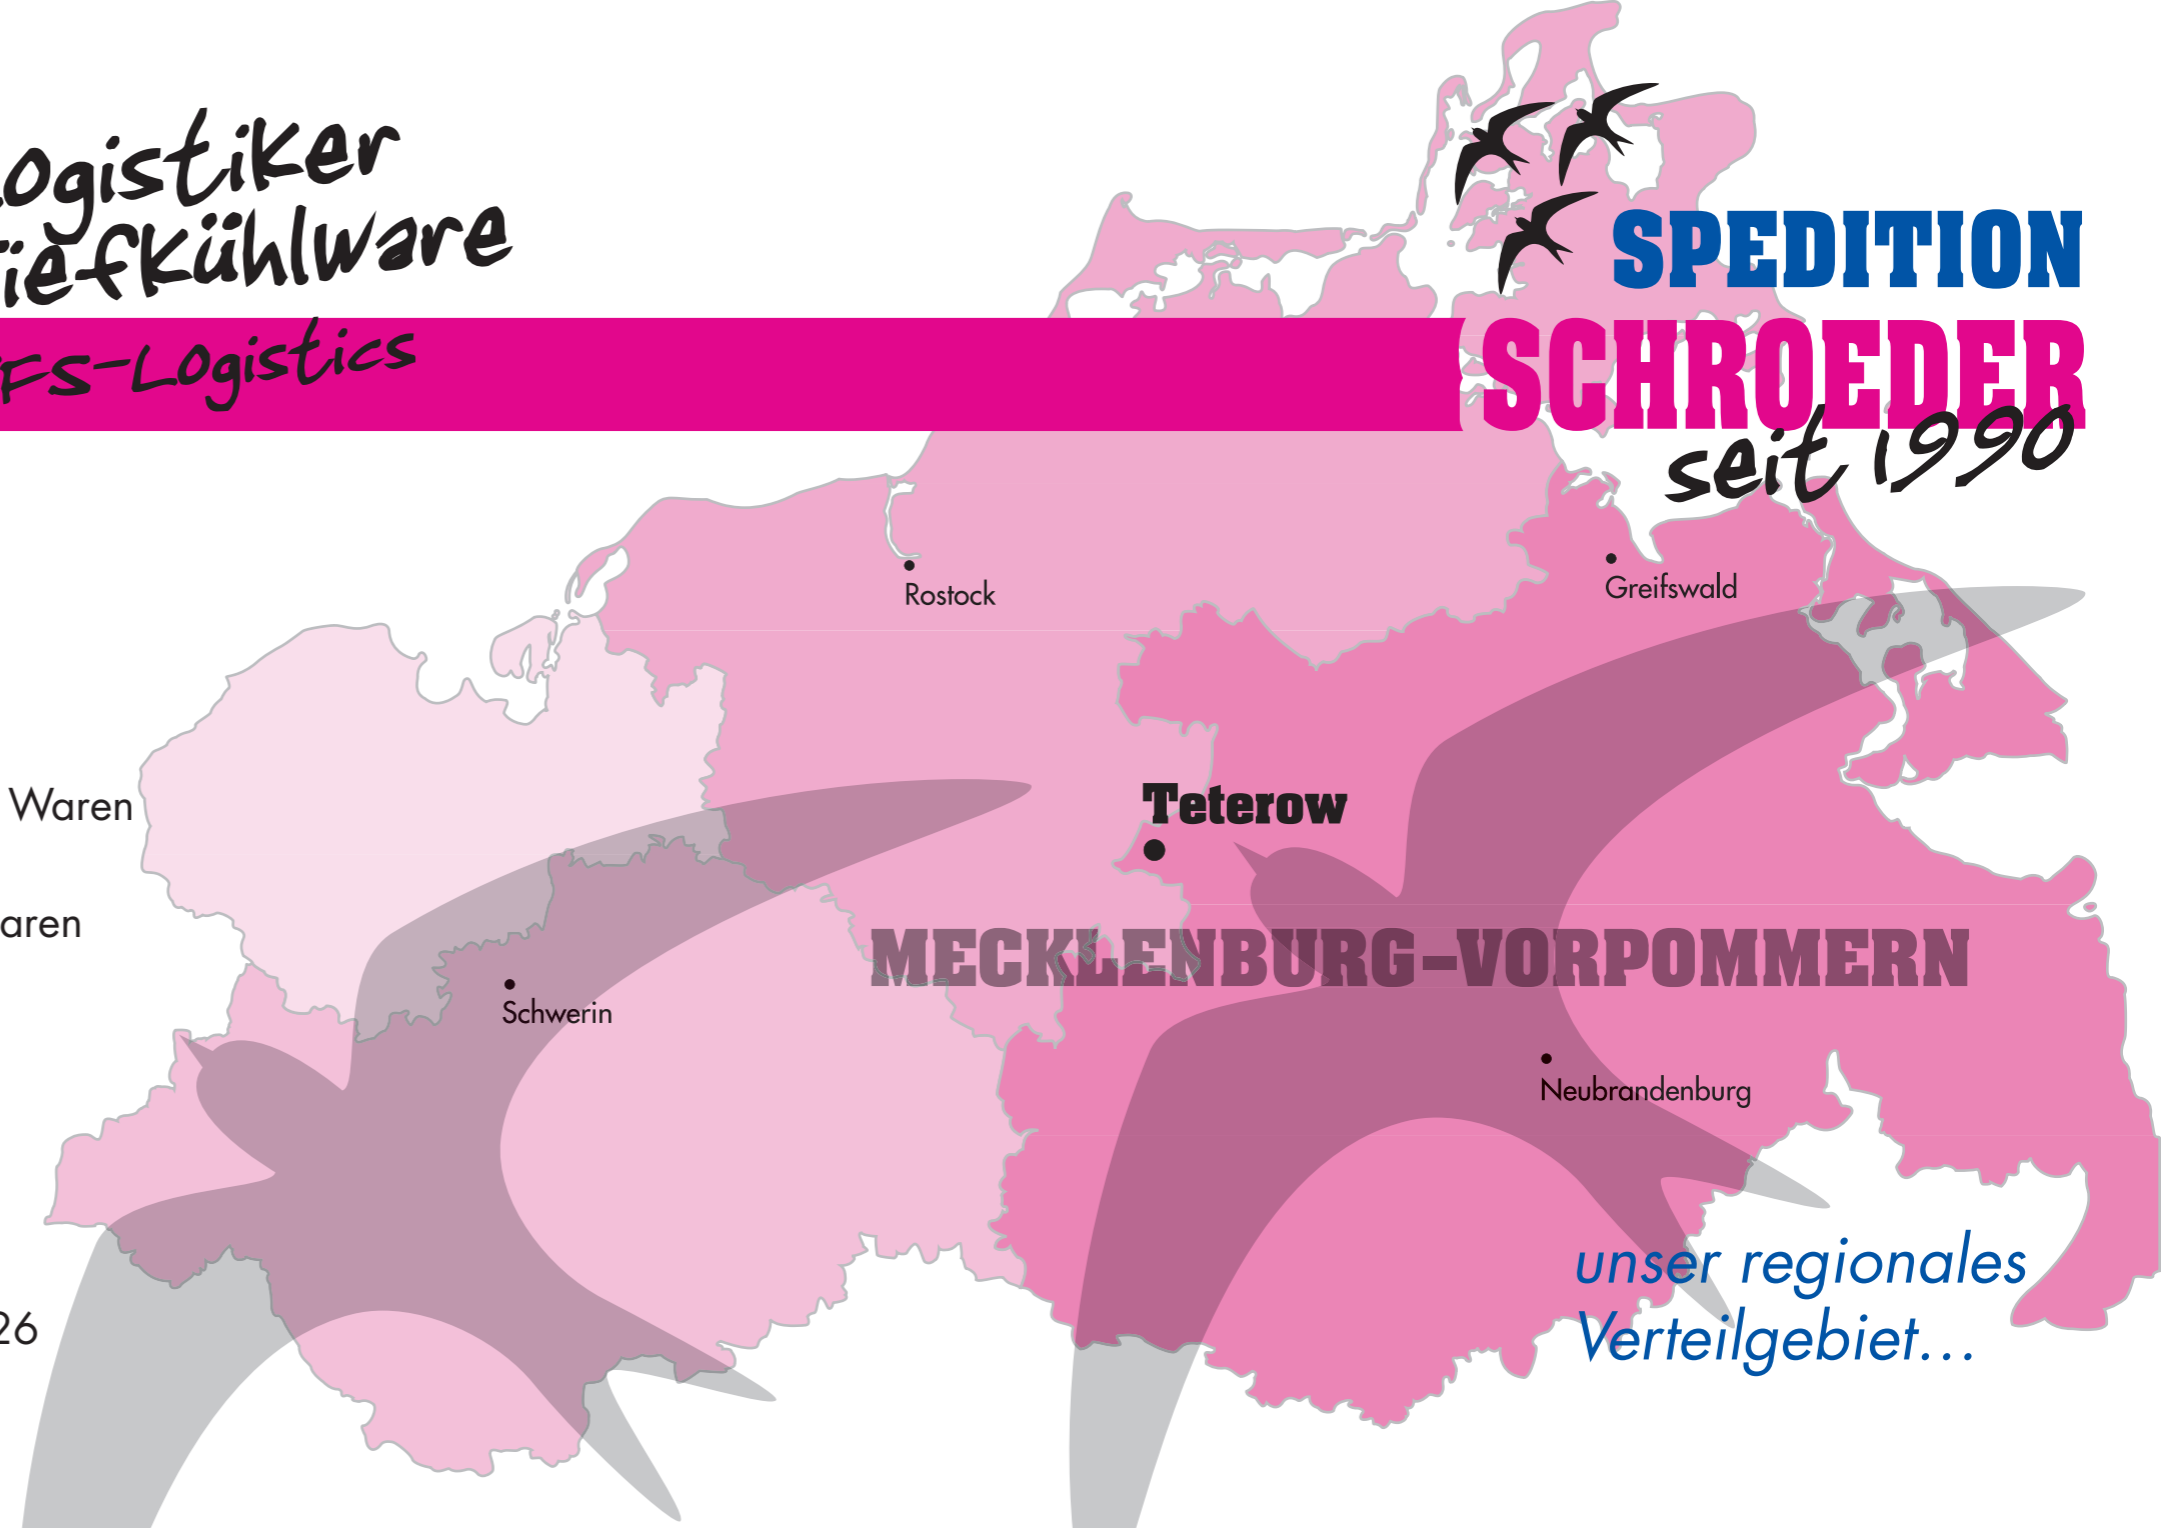 ogistiker
iefkühlware
FS-Logistics
SPEDITION
SCHROEDER
seit 1990
Rostock
Greifswald
Waren
Teterow
aren
MECKLENBURG-VORPOMMERN
Schwerin
Neubrandenburg
unser regionales
Verteilgebiet...
26